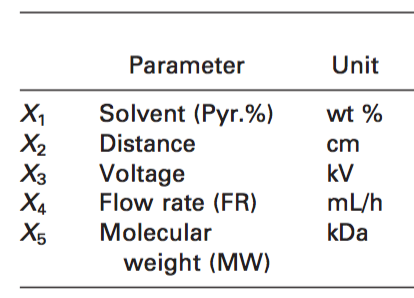 Parameter Unit
X₁ Solvent (Pyr.%) wt %
X₂ Distance cm
X₃ Voltage kV
X₄ Flow rate (FR) mL/h
X₅ Molecular kDa
weight (MW)